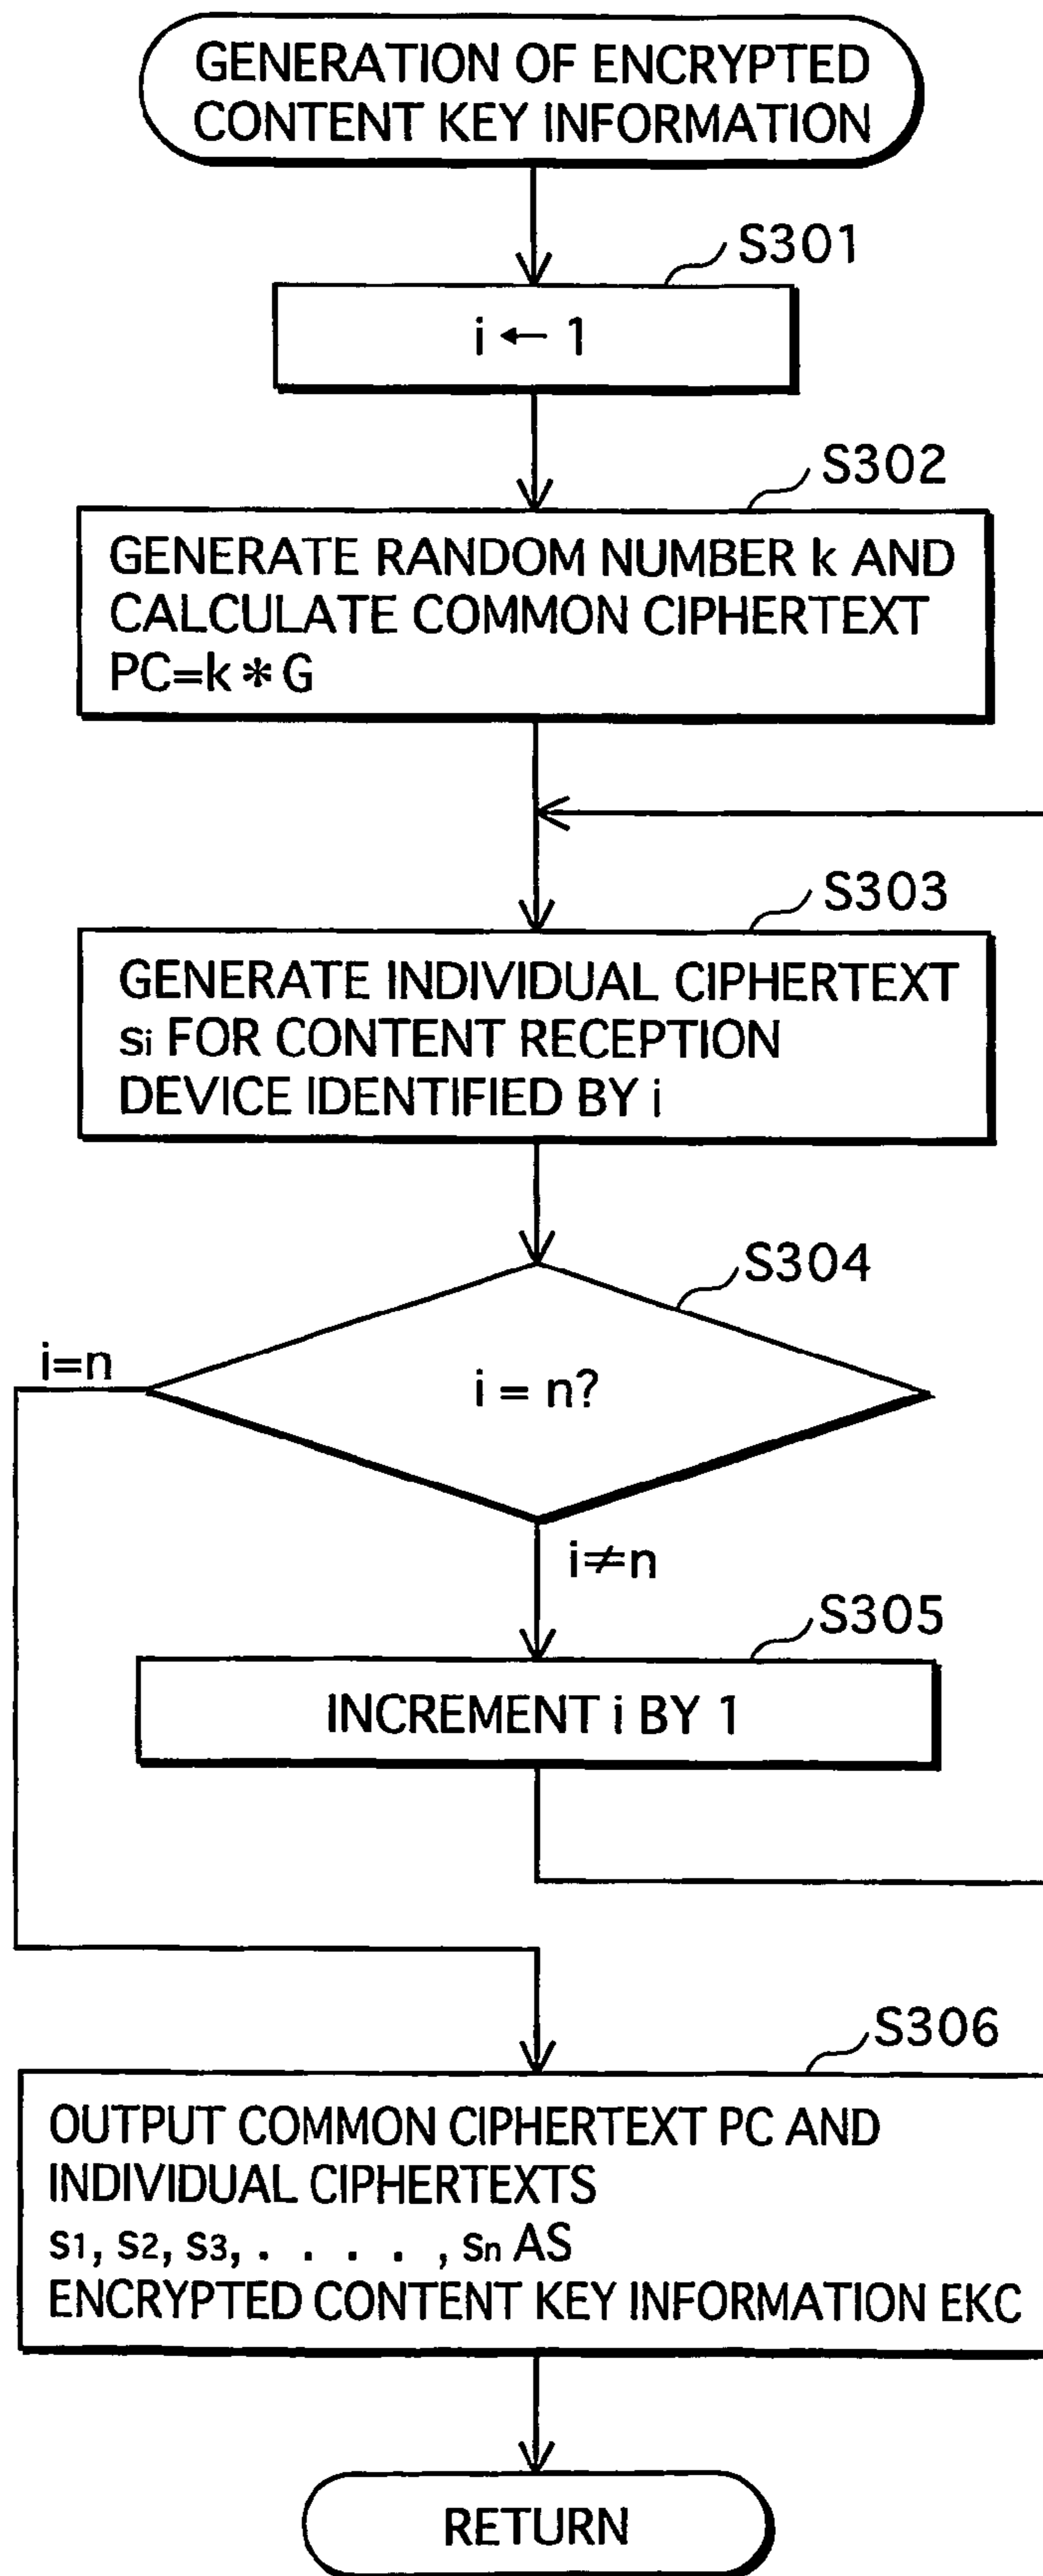 GENERATION OF ENCRYPTED
CONTENT KEY INFORMATION
S301
i ← 1
S302
GENERATE RANDOM NUMBER k AND
CALCULATE COMMON CIPHERTEXT
PC=k*G
S303
GENERATE INDIVIDUAL CIPHERTEXT
si FOR CONTENT RECEPTION
DEVICE IDENTIFIED BY i
S304
i=n
i = n?
i≠n
S305
INCREMENT i BY 1
S306
OUTPUT COMMON CIPHERTEXT PC AND
INDIVIDUAL CIPHERTEXTS
s1, s2, s3, . . . . . , sn AS
ENCRYPTED CONTENT KEY INFORMATION EKC
RETURN